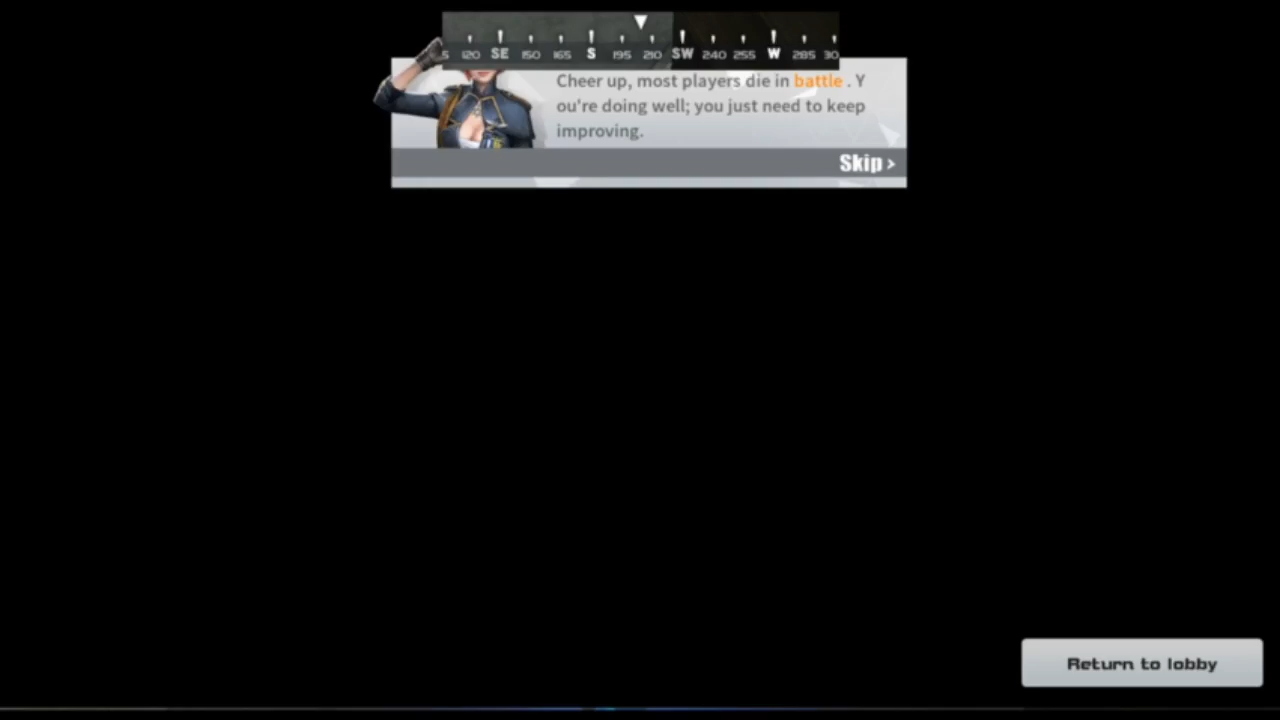 120 SE 150 165 S 195 210 SW 240 255 W 285
Cheer up, most players die in battle . Y
ou're doing well; you just need to keep
improving.
Skip >
Return to lobby